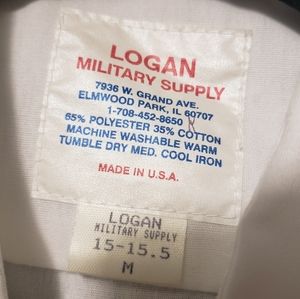 LOGAN
MILITARY SUPPLY
7936 W. GRAND AVE.
ELMWOOD PARK, IL 60707
1-708-452-8650
65% POLYESTER 35% COTTON
MACHINE WASHABLE WARM
TUMBLE DRY MED. COOL IRON
MADE IN U.S.A.
LOGAN
MILITARY SUPPLY
15-15.5
M